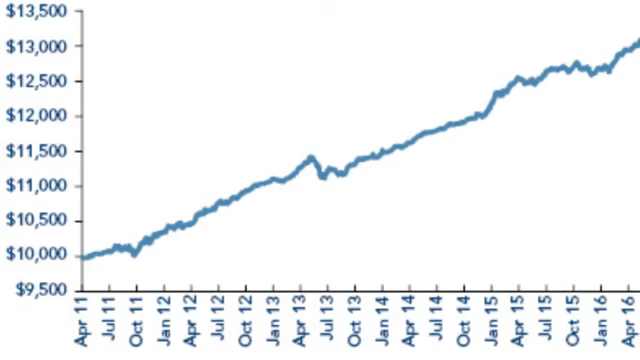 $13,500
$13,000
$12,500
$12,000
$11,500
$11,000
$10,500
$10,000
$9,500
Apr 11
Jul 11
Oct 11
Jan 12
Apr 12
Jul 12
Oct 12
Jan 13
Apr 13
Jul 13
Oct 13
Jan 14
Apr 14
Jul 14
Oct 14
Jan 15
Apr 15
Jul 15
Oct 15
Jan 16
Apr 16